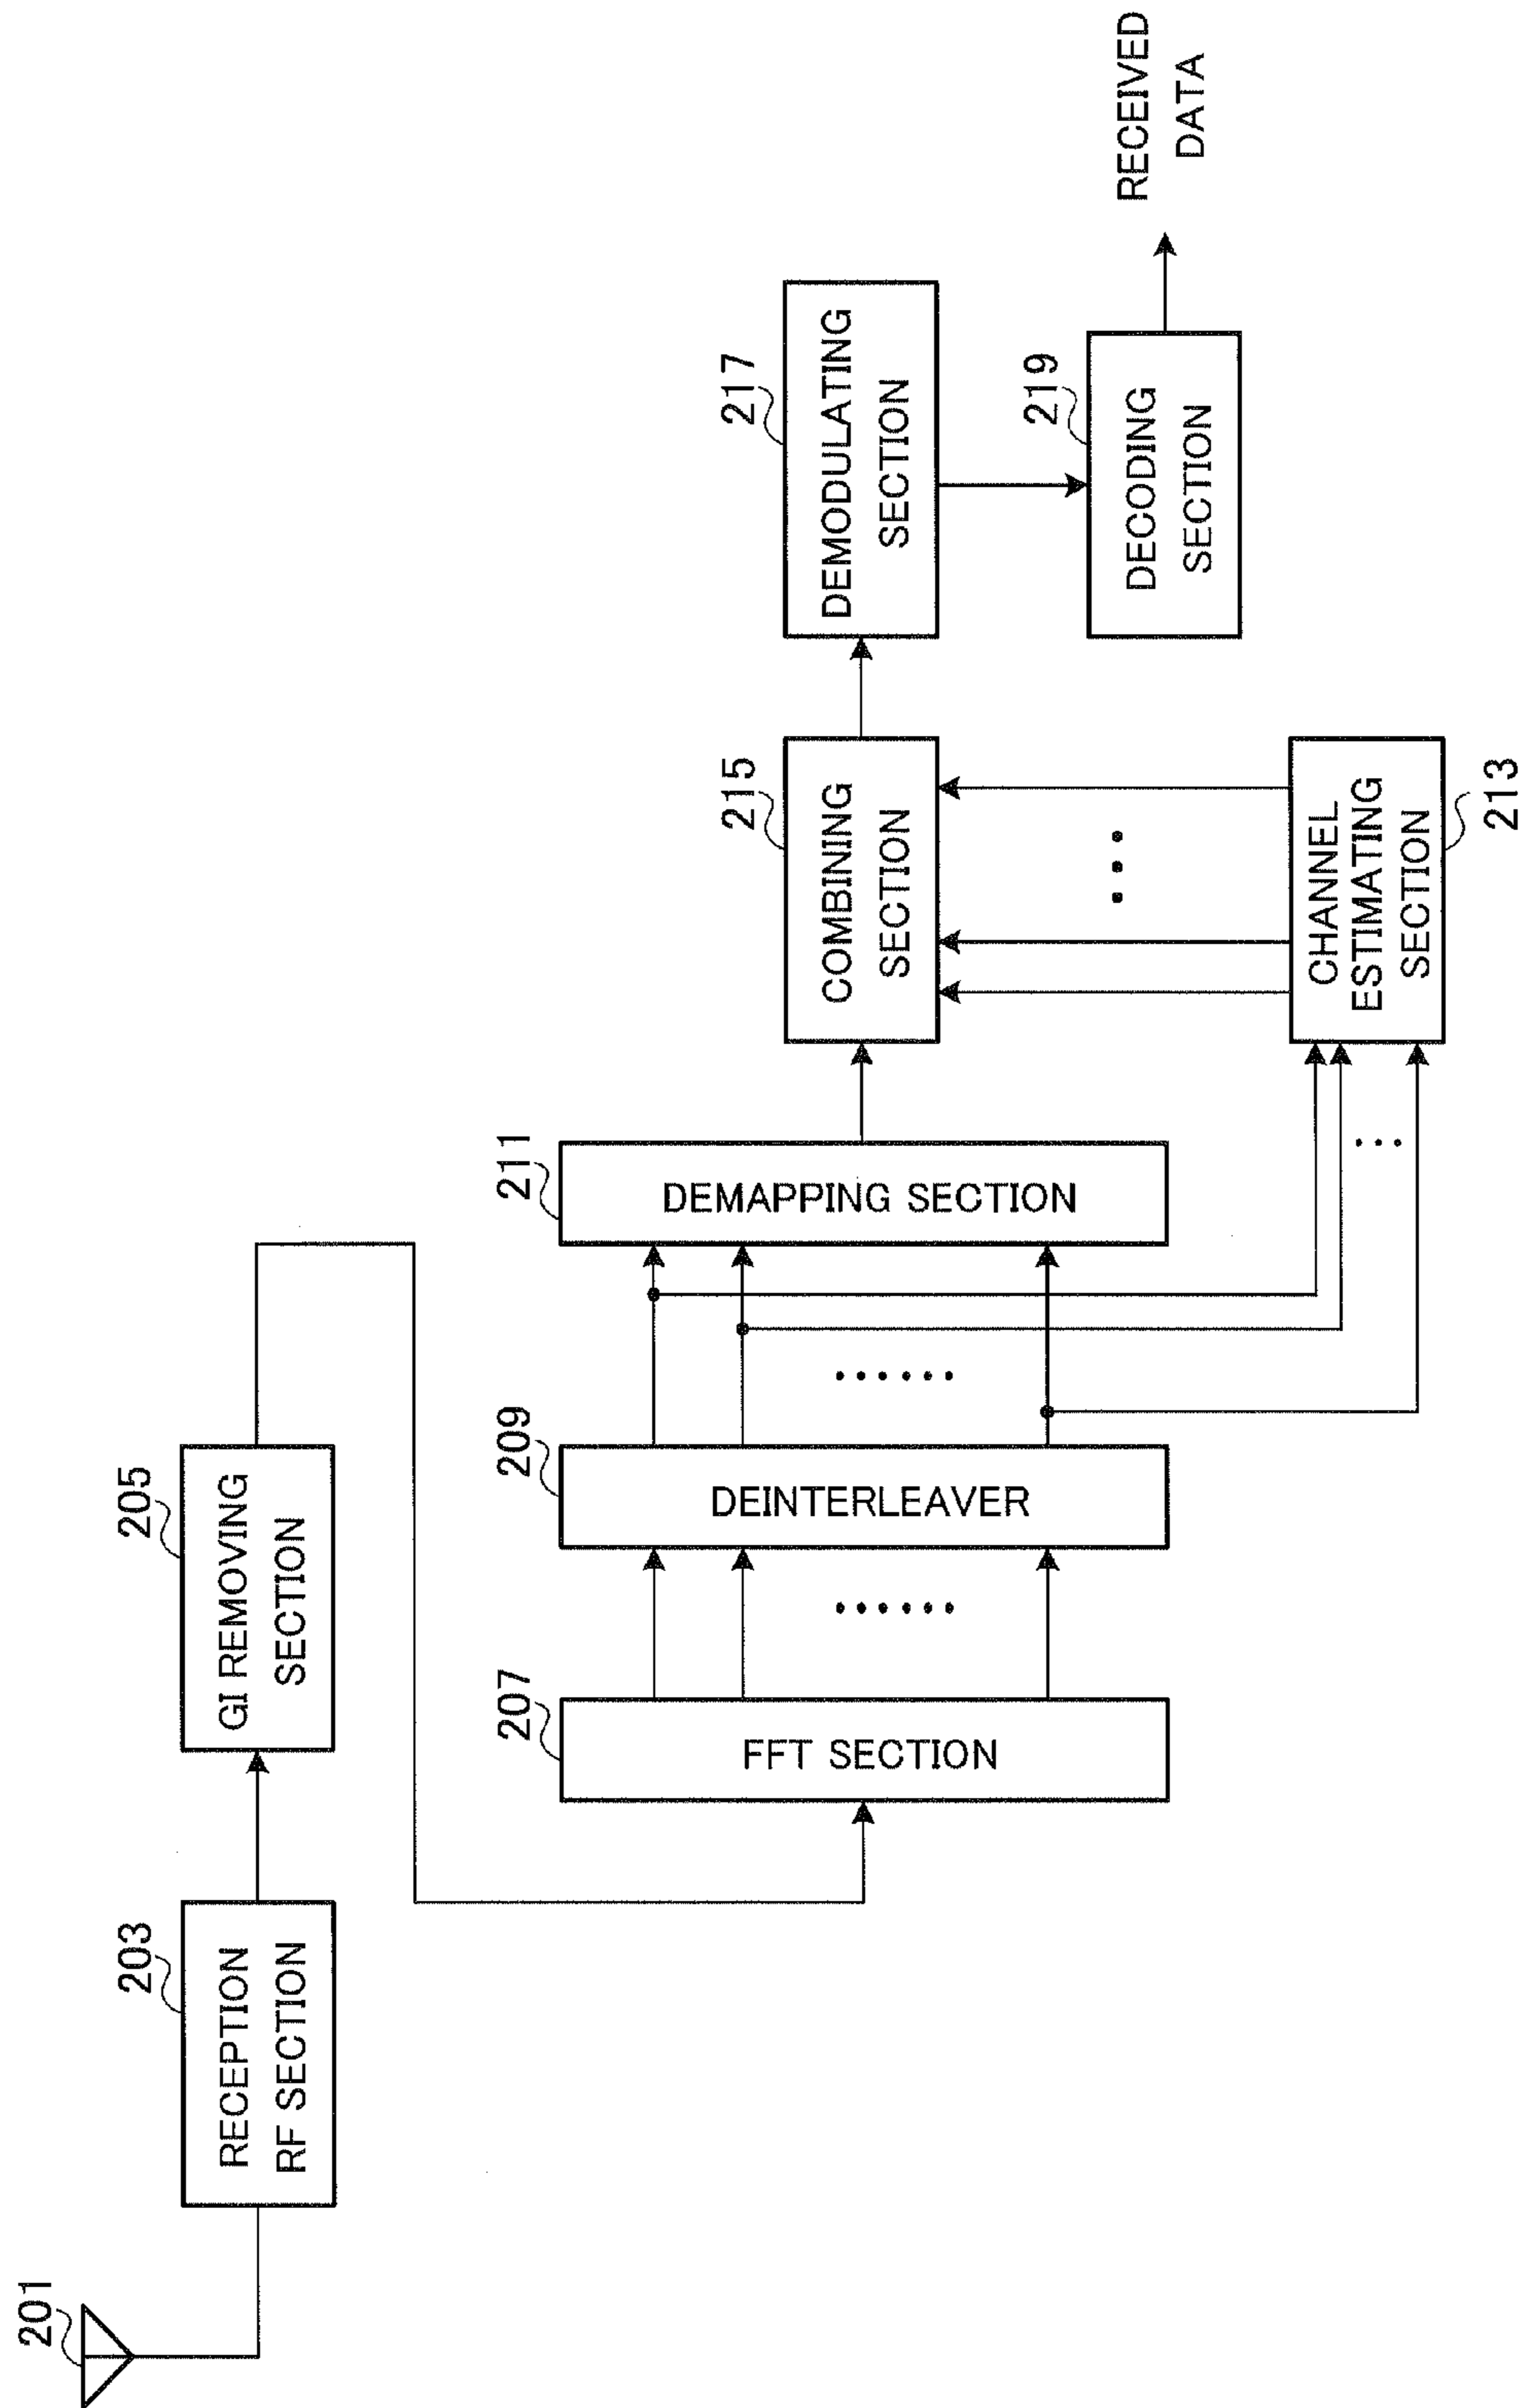 201
203
RECEPTION
RF SECTION
205
GI REMOVING
SECTION
207
FFT SECTION
209
DEINTERLEAVER
211
DEMAPPING SECTION
215
COMBINING
SECTION
CHANNEL
ESTIMATING
SECTION
213
217
DEMODULATING
SECTION
219
DECODING
SECTION
RECEIVED
DATA